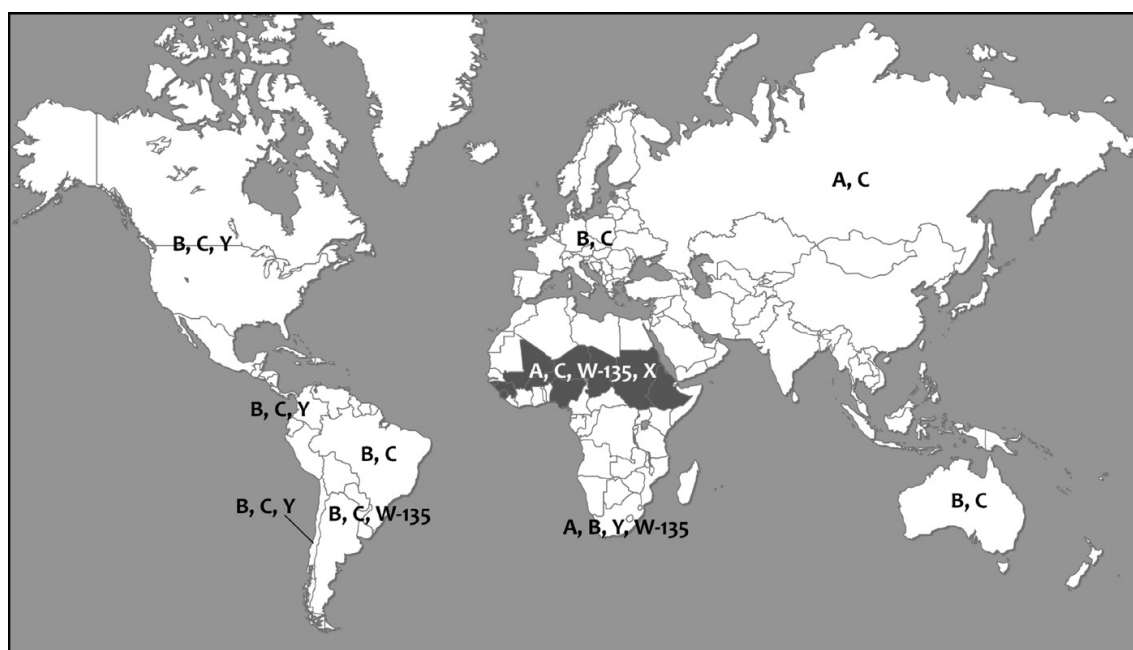 A, C
B, C
B, C, Y
A, C, W-135, X
B, C, Y
B, C
B, C
B, C, Y
B, C, W-135
A, B, Y, W-135